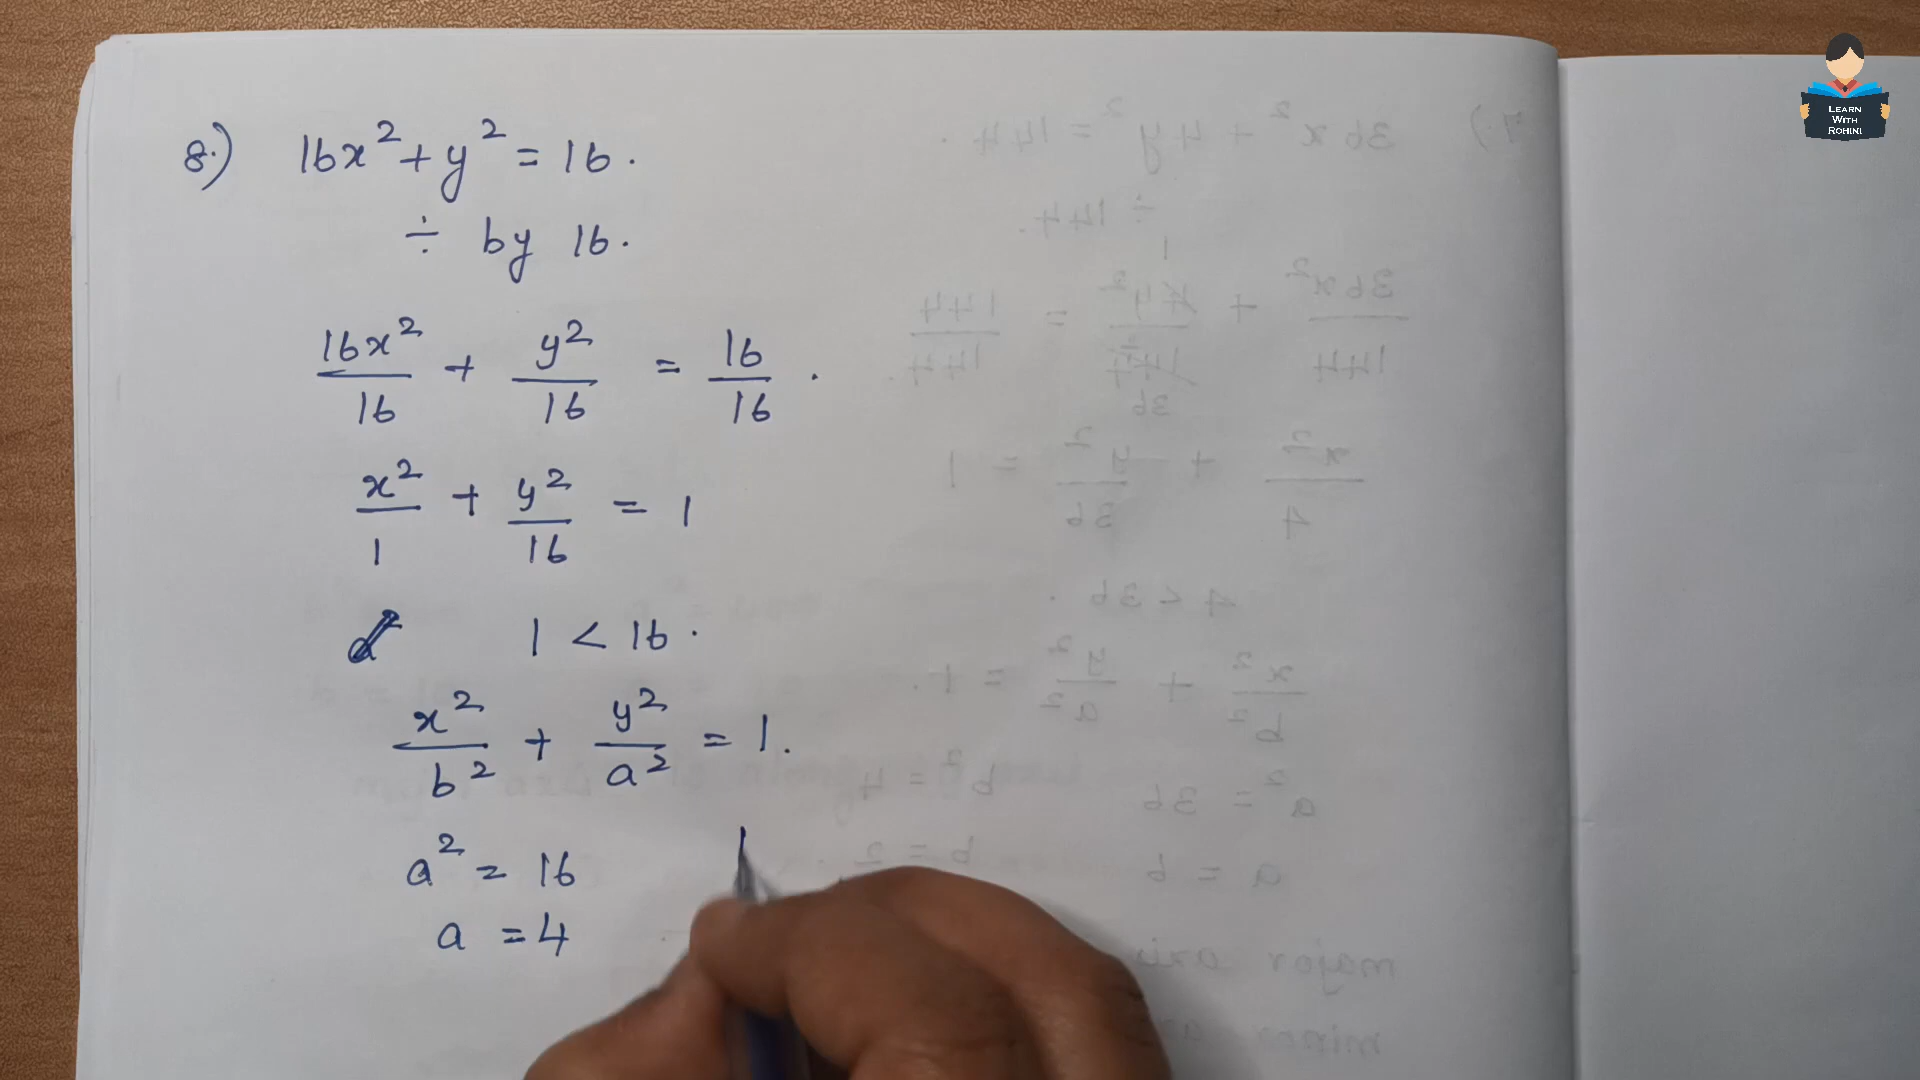 8.) 16x² + y² = 16.
÷ by 16.
16x²/16 + y²/16 = 16/16 .
x²/1 + y²/16 = 1
1 < 16.
x²/b² + y²/a² = 1.
a² = 16
a = 4
LEARN
WITH
ROHINI